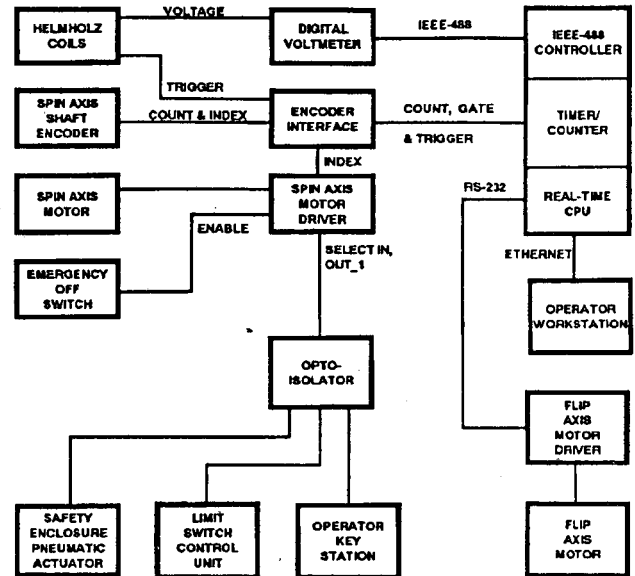 HELMHOLZ
COILS
VOLTAGE
DIGITAL
VOLTMETER
IEEE-488
IEEE-488
CONTROLLER
TRIGGER
SPIN AXIS
SHAFT
ENCODER
COUNT & INDEX
ENCODER
INTERFACE
COUNT, GATE
& TRIGGER
TIMER/
COUNTER
INDEX
SPIN AXIS
MOTOR
SPIN AXIS
MOTOR
DRIVER
RS-232
REAL-TIME
CPU
ENABLE
SELECT IN,
OUT_1
ETHERNET
EMERGENCY
OFF
SWITCH
OPERATOR
WORKSTATION
OPTO-
ISOLATOR
FLIP
AXIS
MOTOR
DRIVER
SAFETY
ENCLOSURE
PNEUMATIC
ACTUATOR
LIMIT
SWITCH
CONTROL
UNIT
OPERATOR
KEY
STATION
FLIP
AXIS
MOTOR